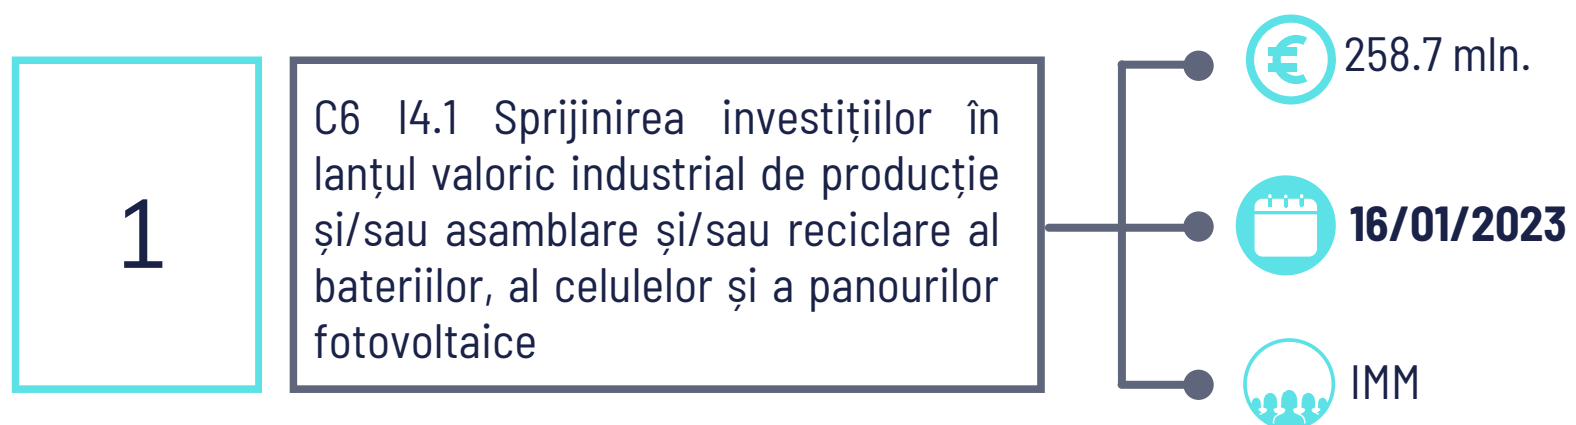 1
C6 I4.1 Sprijinirea investițiilor în
lanțul valoric industrial de producție
și/sau asamblare și/sau reciclare al
bateriilor, al celulelor și a panourilor
fotovoltaice
258.7 mln.
16/01/2023
IMM